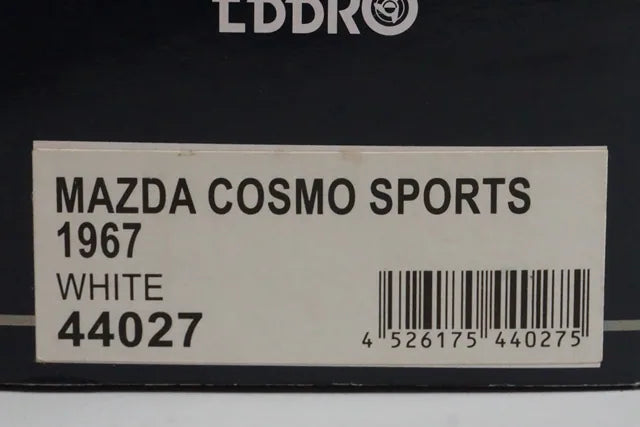 EBBRO
MAZDA COSMO SPORTS
1967
WHITE
44027
4 526175 440275